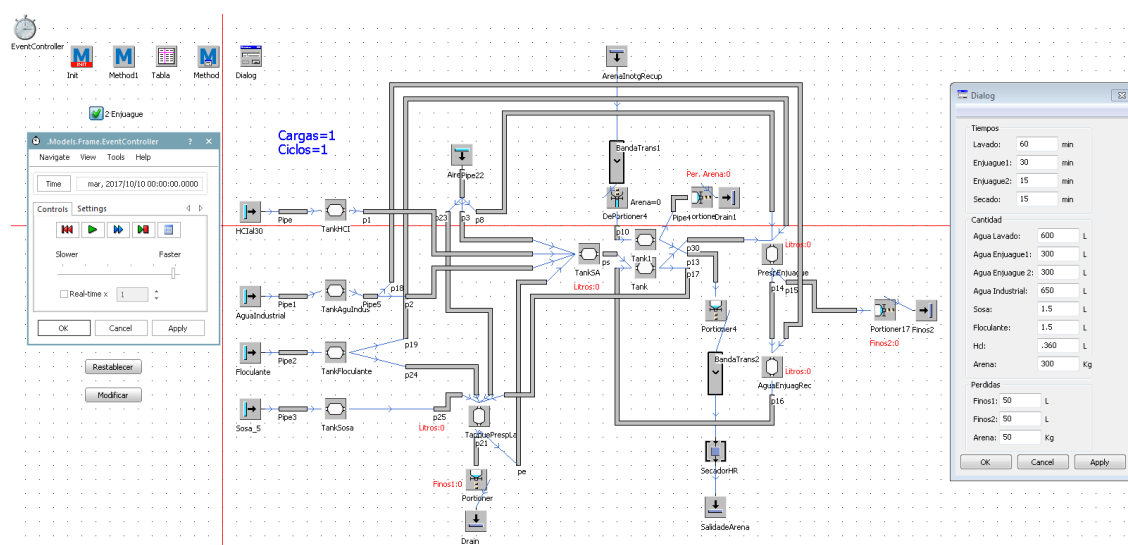 EventController
Init
Method1
Tabla
Method
Dialog
2 Enjuague
.Models.Frame.EventController
?
Navigate View Tools Help
Time
mar, 2017/10/10 00:00:00.0000
Controls Settings
Slower Faster
Real-time x 1
OK Cancel Apply
Restablecer
Modificar
Cargas=1
Ciclos=1
ArenaInotgRecup
BandaTrans1
AirePipe22
p23
p3
p8
HClal30
Pipe
TankHCl
p1
DePortioner4
Arena=0
Per. Arena:0
Pipe4
Drain1
p10
Tank1
p30
p13
p17
TankSA
ps
Tank
Litros:0
Litros:0
PrespEnjuague
p14
p15
AguaIndustrial
Pipe1
TankAguIndus
Pipe5
p18
p2
Portioner4
Portioner17
Finos2
Finos2:0
Floculante
Pipe2
TankFloculante
p19
p24
BandaTrans2
Litros:0
AguaEnjuagRec
p16
Sosa_5
Pipe3
TankSosa
p25
Litros:0
p21
pe
Finos1:0
Portioner
Drain
SecadorHR
SalidadeArena
Dialog
Tiempos
Lavado: 60 min
Enjuague1: 30 min
Enjuague2: 15 min
Secado: 15 min
Cantidad
Agua Lavado: 600 L
Agua Enjuague1: 300 L
Agua Enjuague 2: 300 L
Agua Industrial: 650 L
Sosa: 1.5 L
Floculante: 1.5 L
Hcl: .360 L
Arena: 300 Kg
Perdidas
Finos1: 50 L
Finos2: 50 L
Arena: 50 Kg
OK Cancel Apply